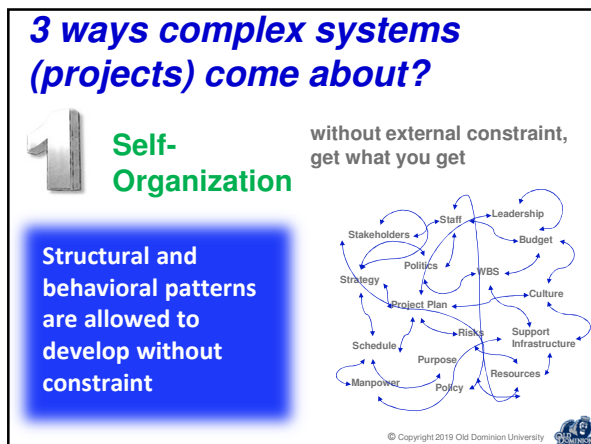 3 ways complex systems
(projects) come about?
1
Self-
Organization
without external constraint,
get what you get
Structural and
behavioral patterns
are allowed to
develop without
constraint
Staff
Leadership
Stakeholders
Budget
Politics
WBS
Strategy
Culture
Project Plan
Risks
Support
Infrastructure
Schedule
Purpose
Resources
Manpower
Policy
© Copyright 2019 Old Dominion University
OLD DOMINION